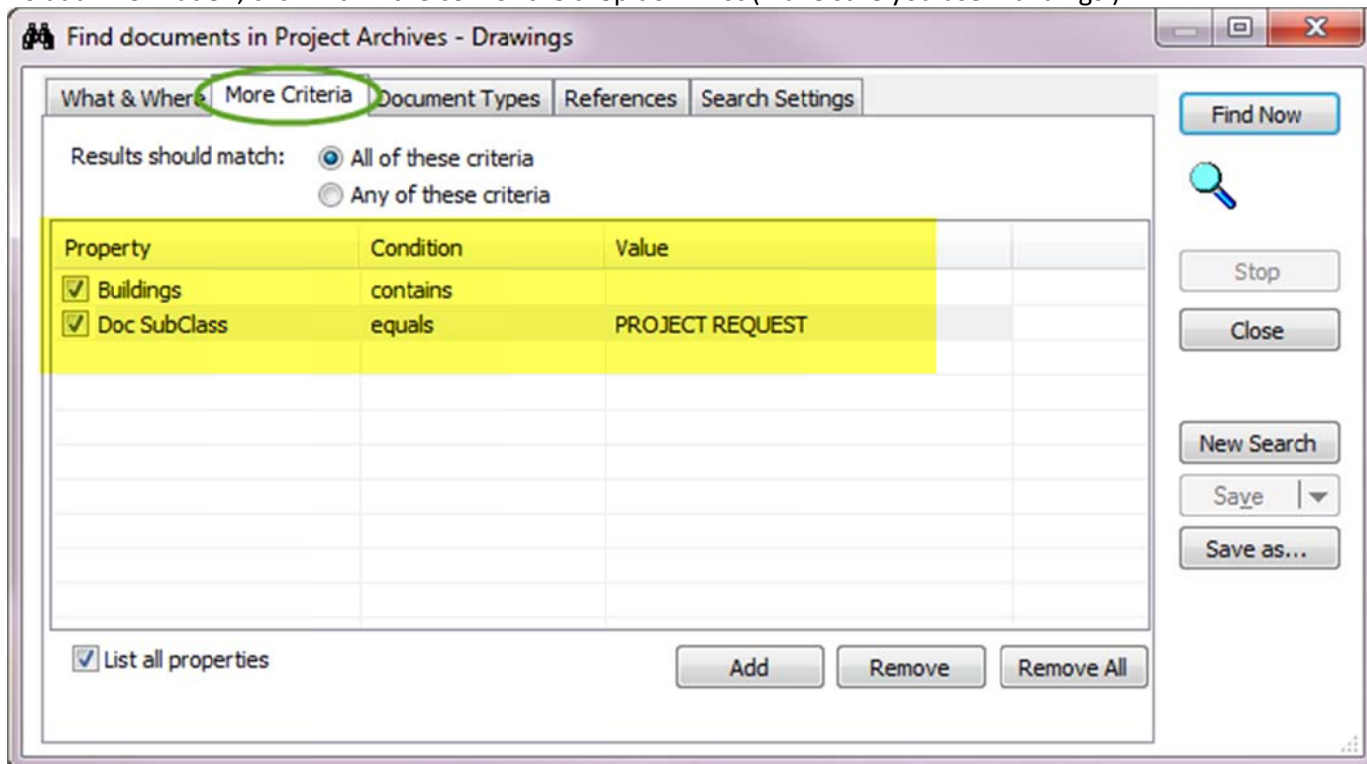 Find documents in Project Archives - Drawings
What & Where More Criteria Document Types References Search Settings
Find Now
Results should match: All of these criteria
Any of these criteria
Property Condition Value
Buildings contains
Doc SubClass equals PROJECT REQUEST
Stop
Close
New Search
Save
Save as...
List all properties Add Remove Remove All